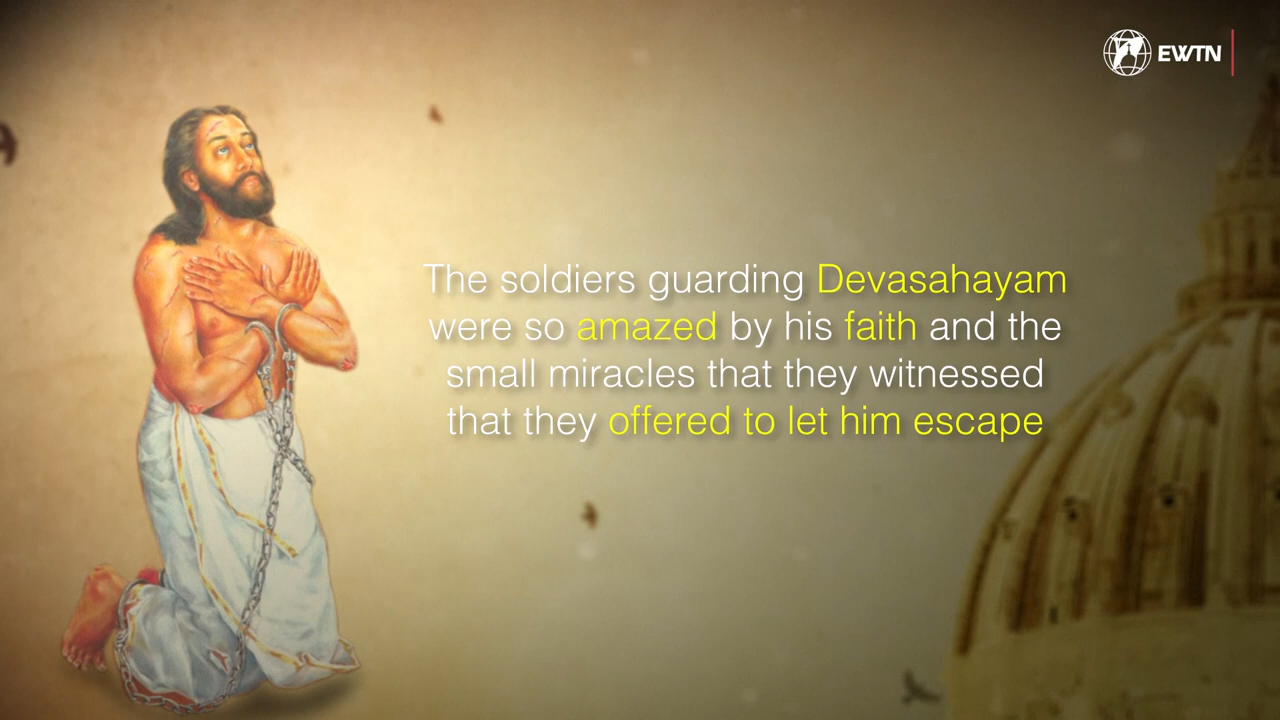 EWTN
The soldiers guarding Devasahayam
were so amazed by his faith and the
small miracles that they witnessed
that they offered to let him escape